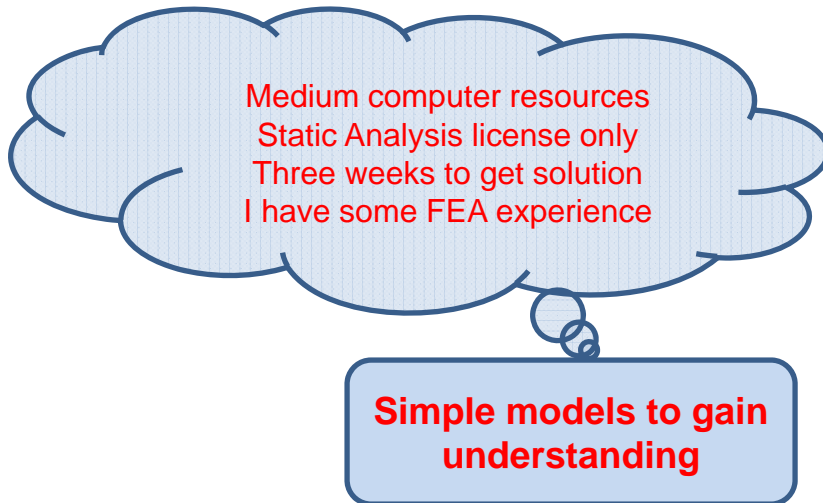 Medium computer resources
Static Analysis license only
Three weeks to get solution
I have some FEA experience
Simple models to gain
understanding